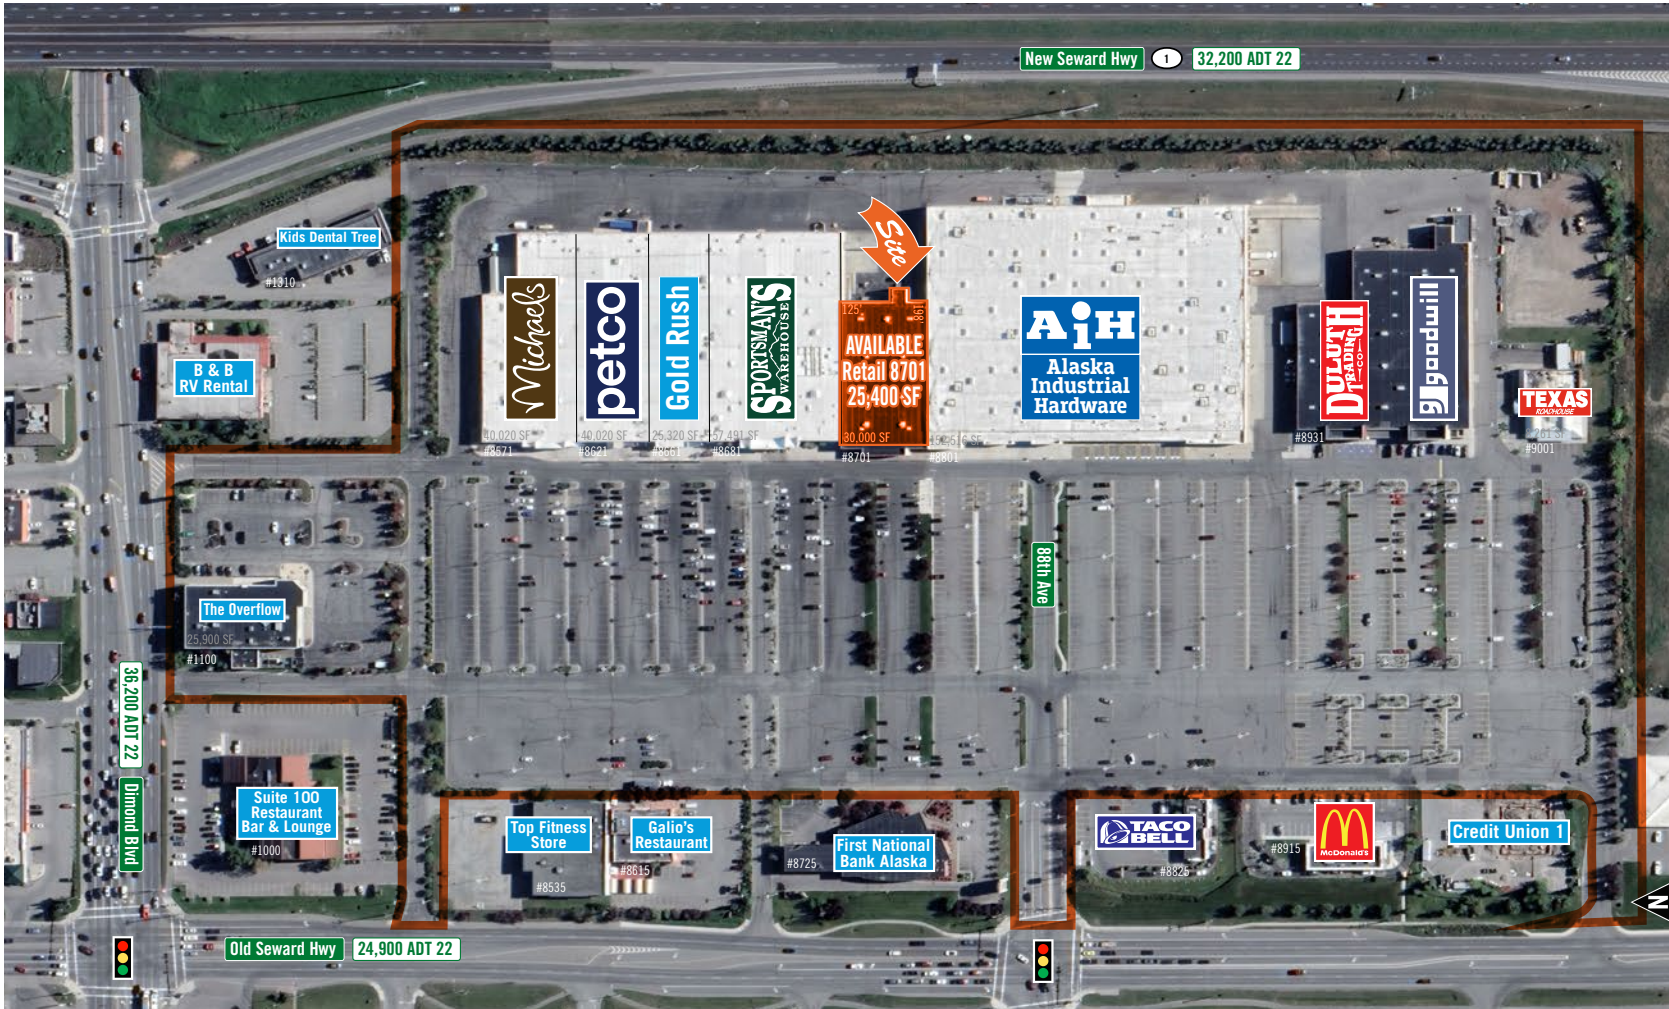 New Seward Hwy 1 32,200 ADT 22
Kids Dental Tree
#1310
B & B
RV Rental
Michaels
petco
Gold Rush
SPORTSMAN'S
WAREHOUSE
Site
125'
198'
AVAILABLE
Retail 8701
25,400 SF
30,000 SF
AiH
Alaska
Industrial
Hardware
DULUTH
TRADING
CO
goodwill
TEXAS
ROADHOUSE
40,020 SF
#8571
40,020 SF
#8621
25,320 SF
#8661
57,491 SF
#8681
#8701
#8801
#8931
#9001
88th Ave
The Overflow
25,900 SF
#1100
36,200 ADT 22
Dimond Blvd
Suite 100
Restaurant
Bar & Lounge
#1000
Top Fitness
Store
#8535
Galio's
Restaurant
#8615
First National
Bank Alaska
#8725
TACO
BELL
#8825
McDonald's
#8915
Credit Union 1
N
Old Seward Hwy 24,900 ADT 22